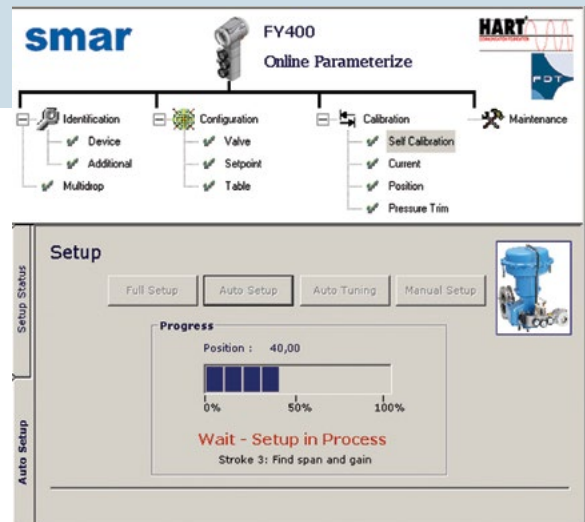 smar
FY400
Online Parameterize
HART
COMMUNICATION FOUNDATION
FDT
Identification
Device
Additional
Multidrop
Configuration
Valve
Setpoint
Table
Calibration
Self Calibration
Current
Position
Pressure Trim
Maintenance
Setup Status
Auto Setup
Setup
Full Setup
Auto Setup
Auto Tuning
Manual Setup
Progress
Position : 40,00
0% 50% 100%
Wait - Setup in Process
Stroke 3: Find span and gain